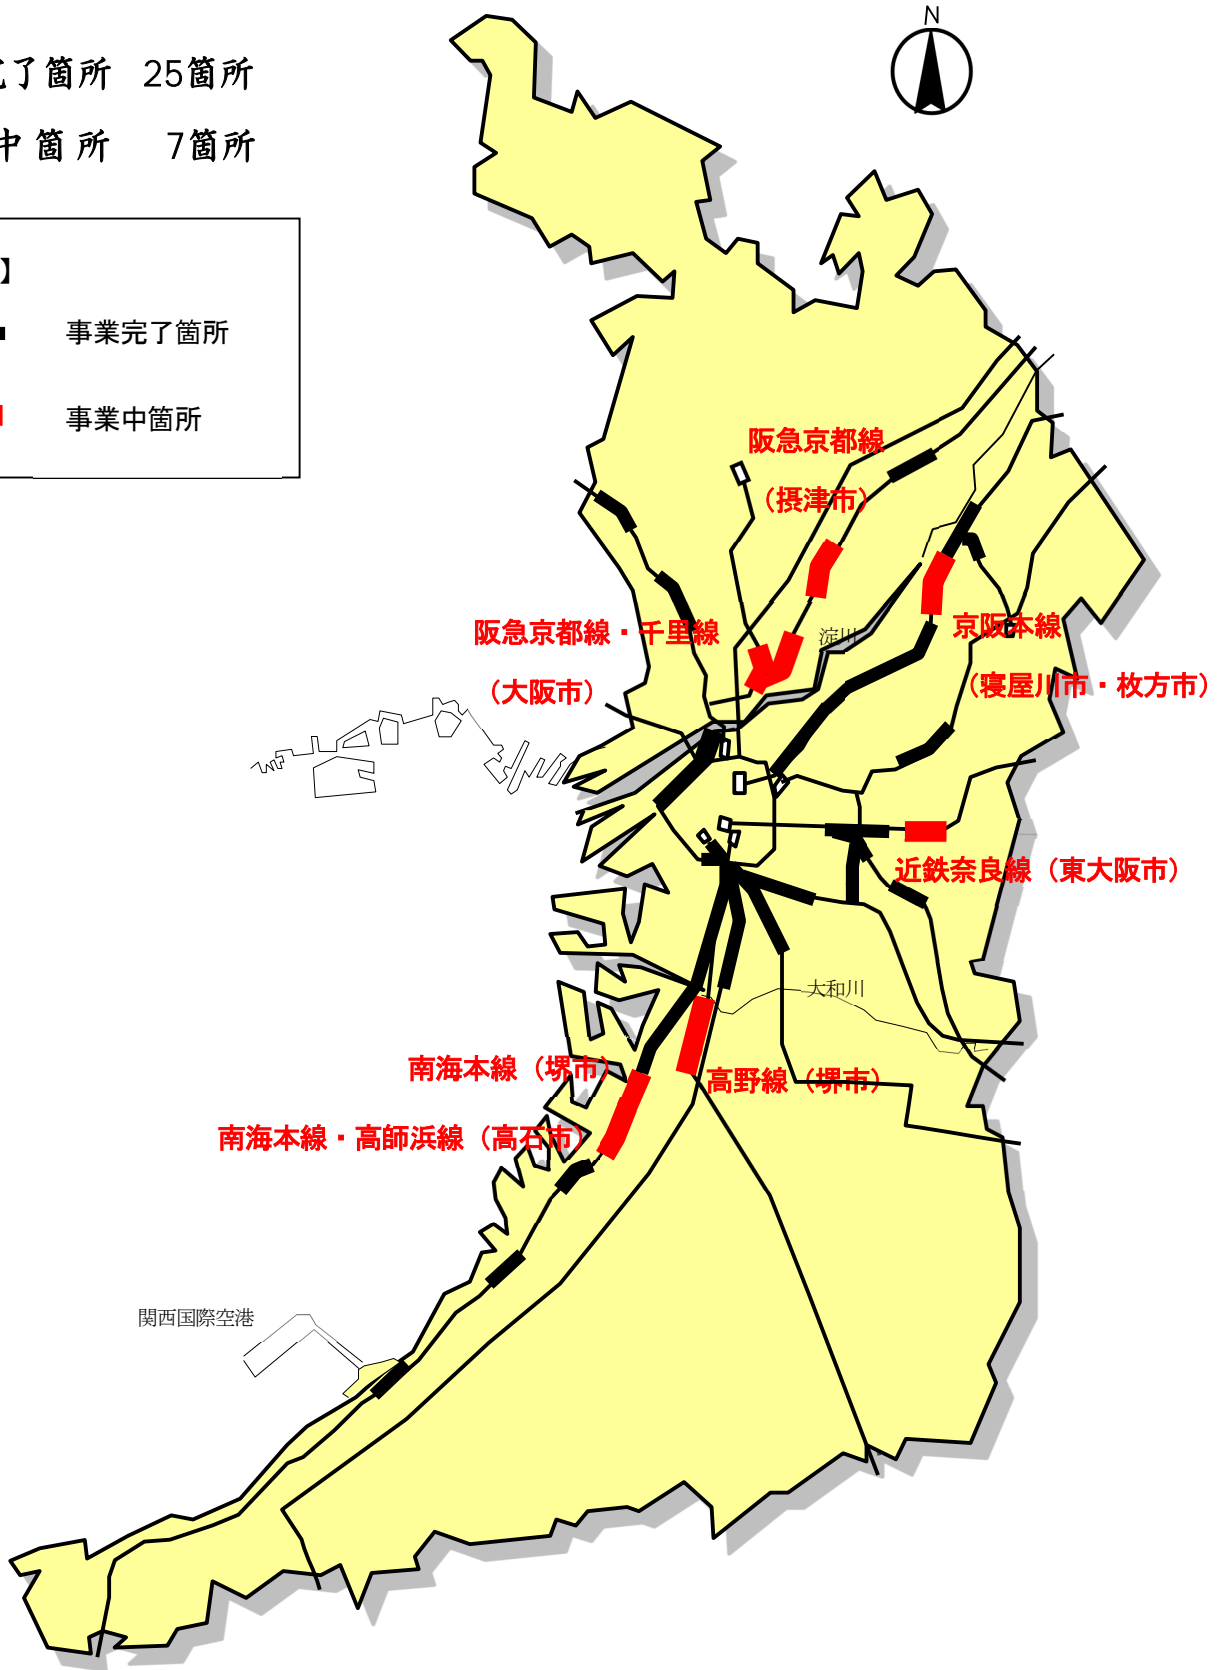 N
了箇所 25箇所
中箇所 7箇所
】
事業完了箇所
事業中箇所
阪急京都線
（摂津市）
阪急京都線・千里線
（大阪市）
淀川
京阪本線
（寝屋川市・枚方市）
近鉄奈良線（東大阪市）
大和川
南海本線（堺市）
高野線（堺市）
南海本線・高師浜線（高石市）
関西国際空港